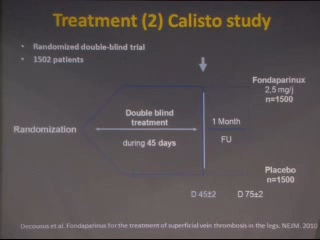 Treatment (2) Calisto study
• Randomized double-blind trial
• 1502 patients
Fondaparinux
2,5 mg/j
n=1500
Double blind
treatment
1 Month
Randomization
during 45 days
FU
Placebo
n=1500
D 45±2
D 75±2
Decousus et al. Fondaparinux for the treatment of superficial vein thrombosis in the legs. NEJM. 2010